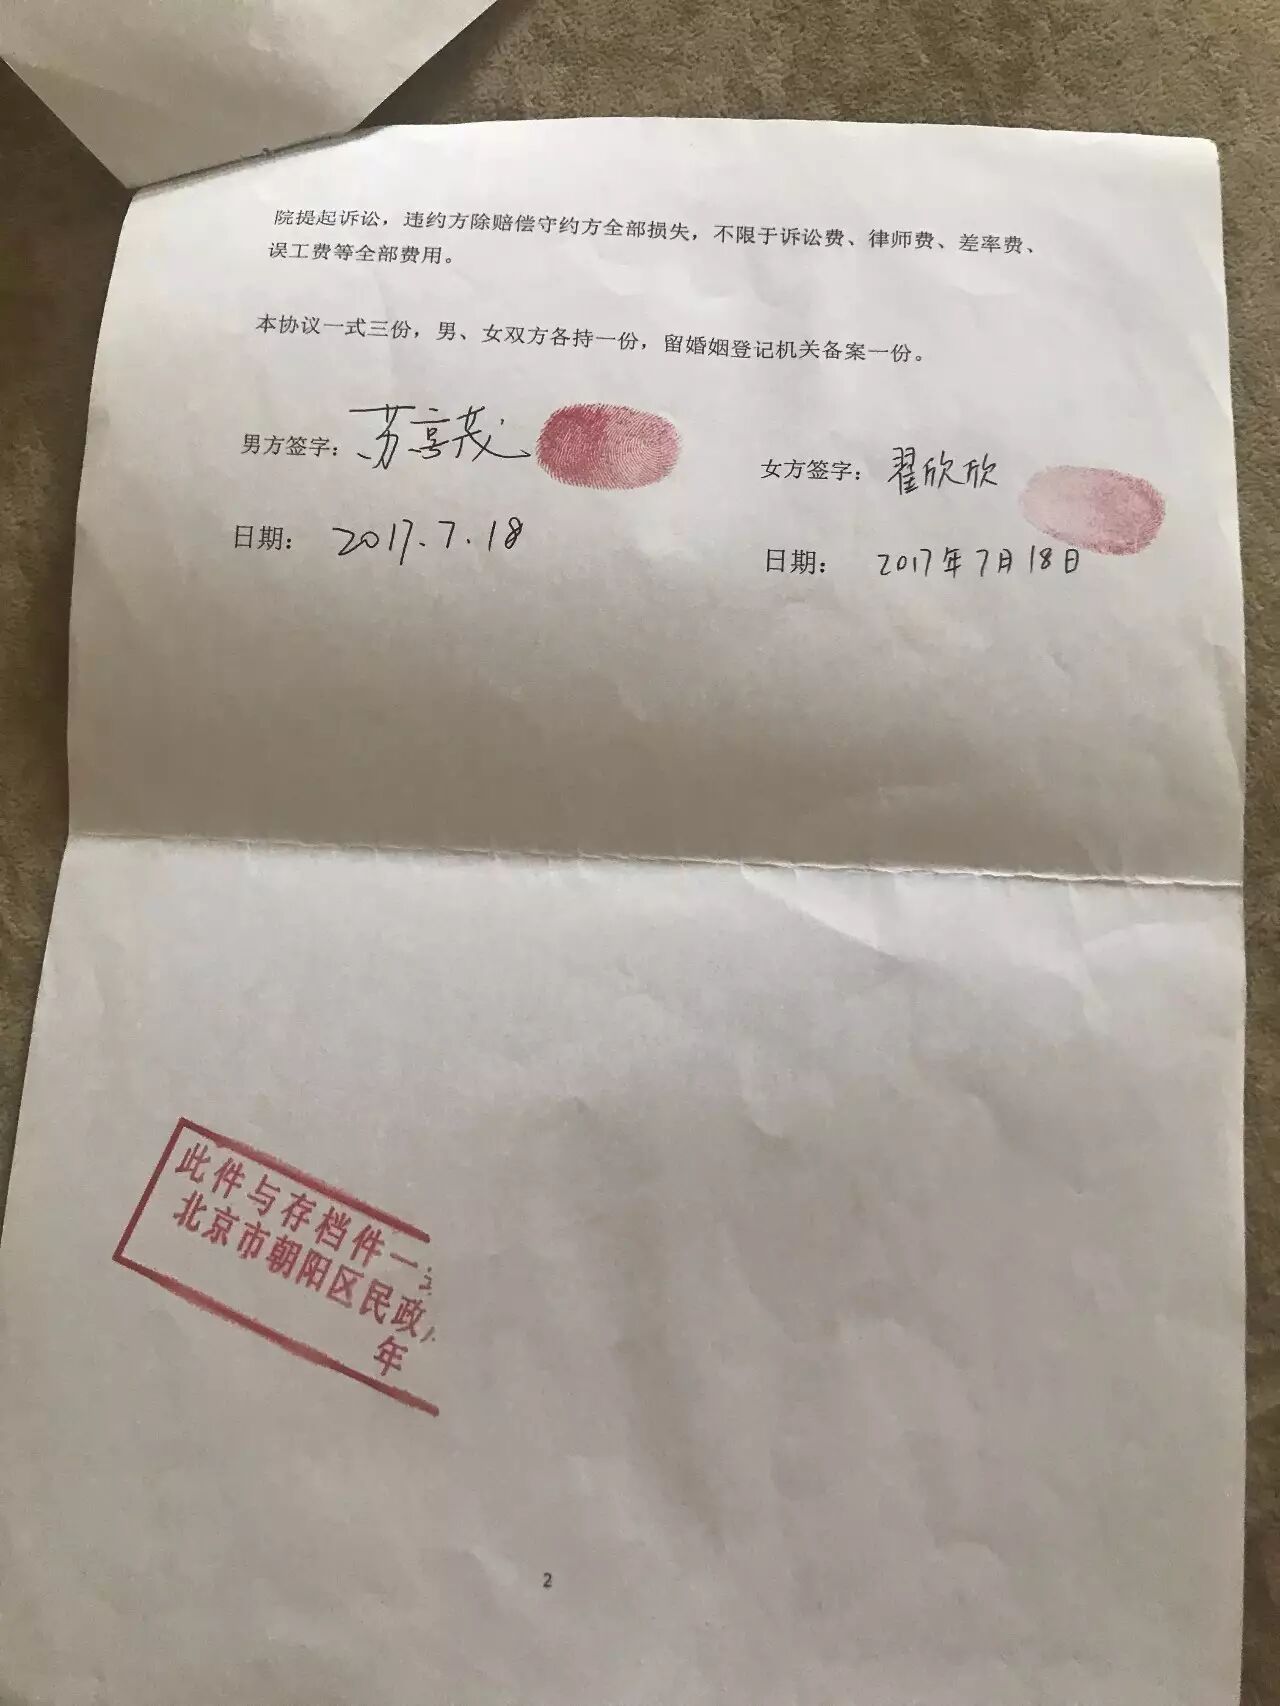 院提起诉讼，违约方除赔偿守约方全部损失，不限于诉讼费、律师费、差率费、
误工费等全部费用。
本协议一式三份，男、女双方各持一份，留婚姻登记机关备案一份。
男方签字：苏享茂
女方签字：翟欣欣
日期：2017.7.18
日期：2017年7月18日
此件与存档件一
北京市朝阳区民政
年
2